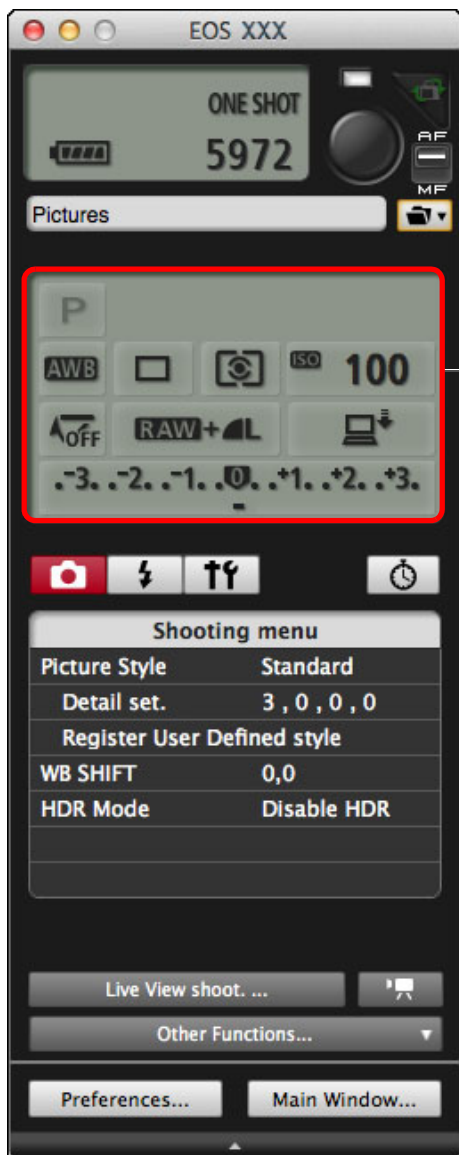 EOS XXX
ONE SHOT
5972
AF
MF
Pictures
P
AWB
ISO 100
OFF RAW+L
.-3. .-2. .-1. .0. .+1. .+2. .+3.
Shooting menu
Picture Style Standard
Detail set. 3 , 0 , 0 , 0
Register User Defined style
WB SHIFT 0,0
HDR Mode Disable HDR
Live View shoot. ...
Other Functions...
Preferences... Main Window...